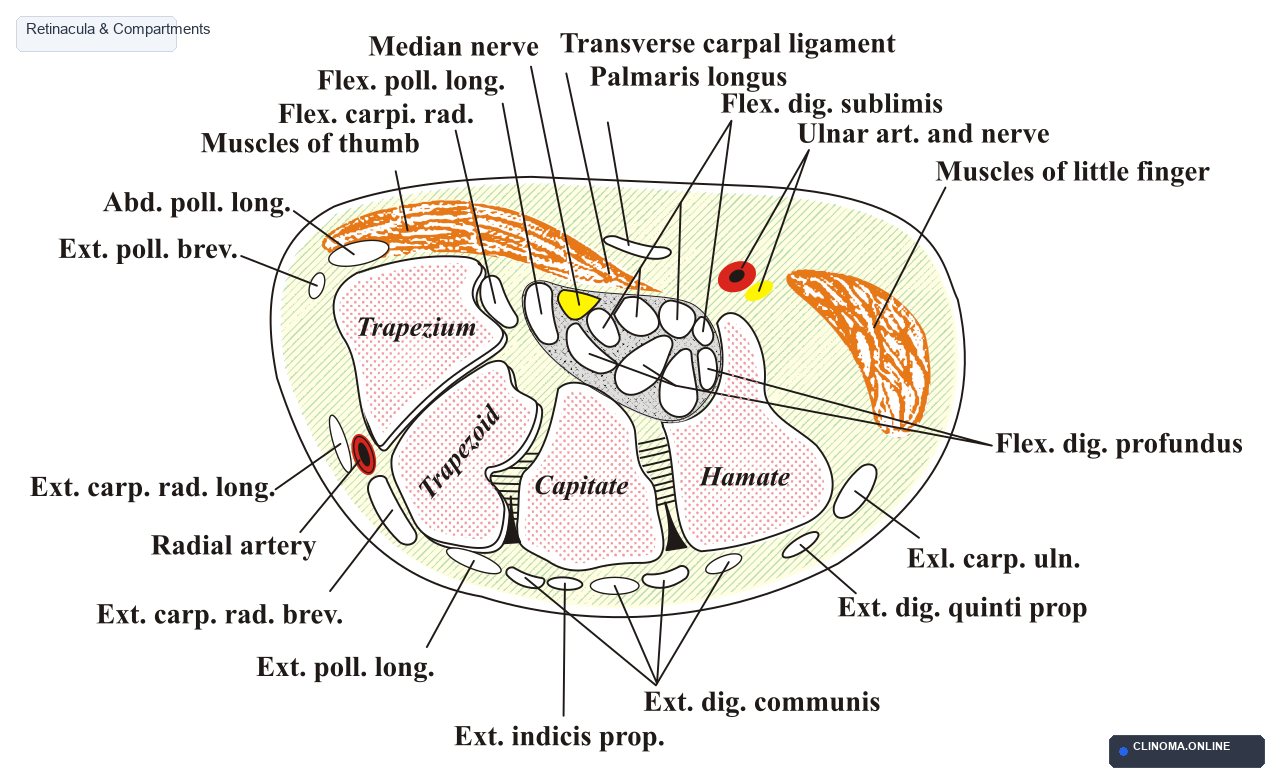 Retinacula & Compartments
Median nerve
Transverse carpal ligament
Flex. poll. long.
Palmaris longus
Flex. carpi. rad.
Flex. dig. sublimis
Muscles of thumb
Ulnar art. and nerve
Muscles of little finger
Abd. poll. long.
Ext. poll. brev.
Trapezium
Trapezoid
Capitate
Hamate
Flex. dig. profundus
Ext. carp. rad. long.
Radial artery
Exl. carp. uln.
Ext. carp. rad. brev.
Ext. dig. quinti prop
Ext. poll. long.
Ext. dig. communis
Ext. indicis prop.
CLINOMA.ONLINE